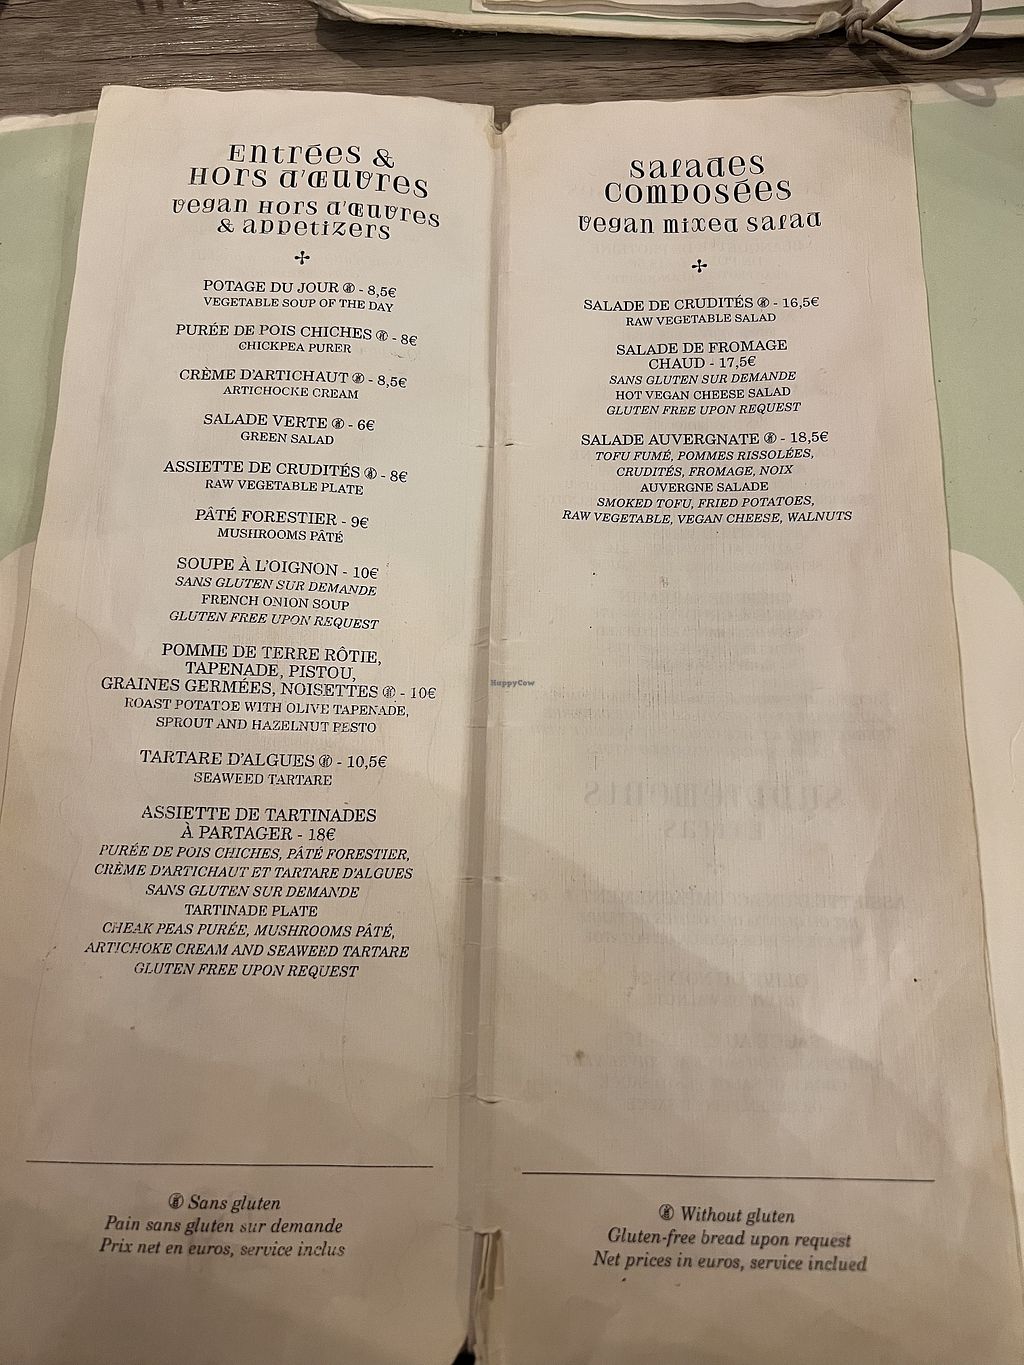 Entrées &
Hors d'œuvres
vegan Hors d'œuvres
& appetizers
POTAGE DU JOUR - 8,5€
VEGETABLE SOUP OF THE DAY
PURÉE DE POIS CHICHES - 8€
CHICKPEA PURER
CRÈME D'ARTICHAUT - 8,5€
ARTICHOCKE CREAM
SALADE VERTE - 6€
GREEN SALAD
ASSIETTE DE CRUDITÉS - 8€
RAW VEGETABLE PLATE
PÂTÉ FORESTIER - 9€
MUSHROOMS PÂTÉ
SOUPE À L'OIGNON - 10€
SANS GLUTEN SUR DEMANDE
FRENCH ONION SOUP
GLUTEN FREE UPON REQUEST
POMME DE TERRE RÔTIE,
TAPENADE, PISTOU,
GRAINES GERMÉES, NOISETTES - 10€
ROAST POTATOE WITH OLIVE TAPENADE,
SPROUT AND HAZELNUT PESTO
TARTARE D'ALGUES - 10,5€
SEAWEED TARTARE
ASSIETTE DE TARTINADES
À PARTAGER - 18€
PURÉE DE POIS CHICHES, PÂTÉ FORESTIER,
CRÈME D'ARTICHAUT ET TARTARE D'ALGUES
SANS GLUTEN SUR DEMANDE
TARTINADE PLATE
CHEAK PEAS PURÉE, MUSHROOMS PÂTÉ,
ARTICHOKE CREAM AND SEAWEED TARTARE
GLUTEN FREE UPON REQUEST
Sans gluten
Pain sans gluten sur demande
Prix net en euros, service inclus
Salades
Composées
vegan mixed salad
SALADE DE CRUDITÉS - 16,5€
RAW VEGETABLE SALAD
SALADE DE FROMAGE
CHAUD - 17,5€
SANS GLUTEN SUR DEMANDE
HOT VEGAN CHEESE SALAD
GLUTEN FREE UPON REQUEST
SALADE AUVERGNATE - 18,5€
TOFU FUMÉ, POMMES RISSOLÉES,
CRUDITÉS, FROMAGE, NOIX
AUVERGNE SALADE
SMOKED TOFU, FRIED POTATOES,
RAW VEGETABLE, VEGAN CHEESE, WALNUTS
Without gluten
Gluten-free bread upon request
Net prices in euros, service inclued
HappyCow